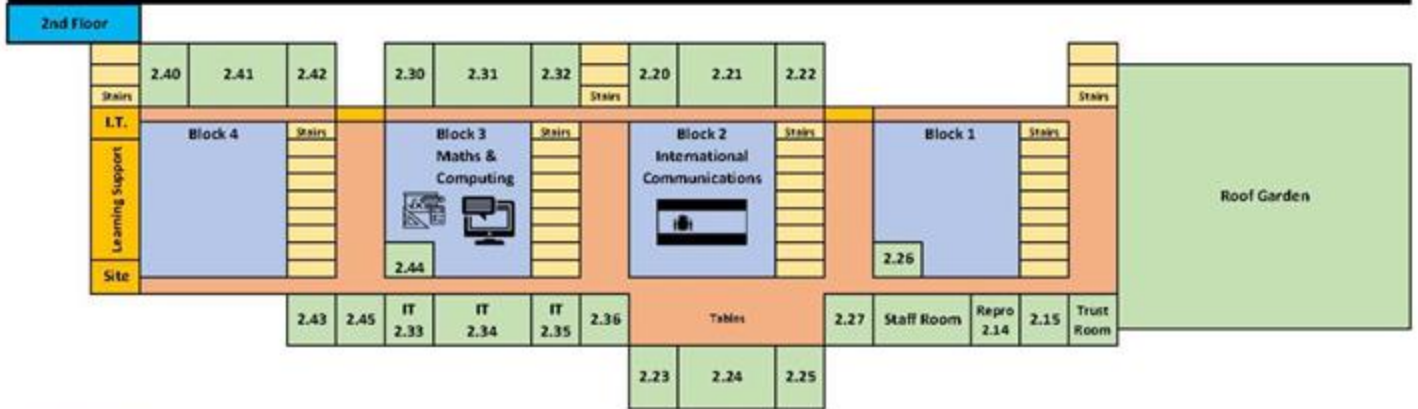 2nd Floor
2.40
2.41
2.42
2.30
2.31
2.32
2.20
2.21
2.22
Stairs
Stairs
Stairs
I.T.
Block 4
Stairs
Block 3
Maths &
Computing
Stairs
Block 2
International
Communications
Stairs
Block 1
Stairs
Learning Support
Roof Garden
2.44
2.26
Site
2.43
2.45
IT
2.33
IT
2.34
IT
2.35
2.36
Tables
2.27
Staff Room
Repro
2.14
2.15
Trust
Room
2.23
2.24
2.25